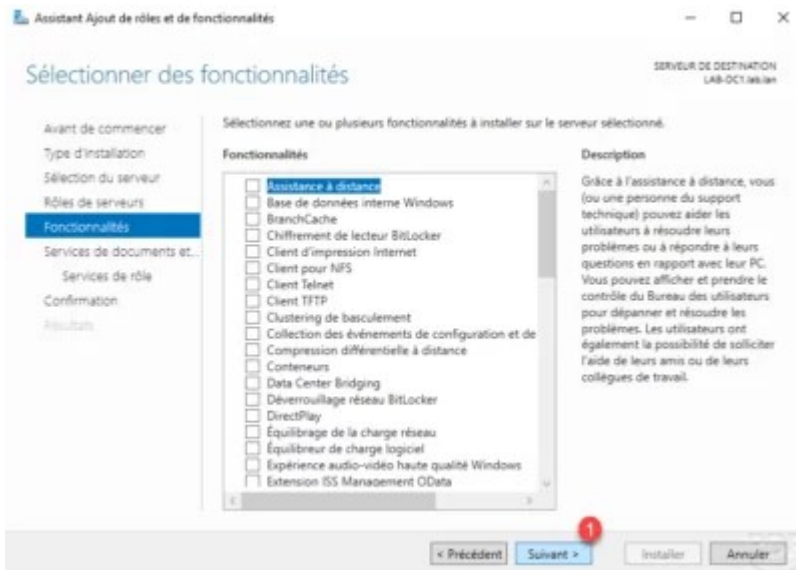 Assistant Ajout de rôles et de fonctionnalités
Sélectionner des fonctionnalités
SERVEUR DE DESTINATION
LAB-DC1.lab.lan
Avant de commencer
Type d'installation
Sélection du serveur
Rôles de serveurs
Fonctionnalités
Services de documents et...
Services de rôle
Confirmation
Résultats
Sélectionnez une ou plusieurs fonctionnalités à installer sur le serveur sélectionné.
Fonctionnalités
Assistance à distance
Base de données interne Windows
BranchCache
Chiffrement de lecteur BitLocker
Client d'impression Internet
Client pour NFS
Client Telnet
Client TFTP
Clustering de basculement
Collection des événements de configuration et de
Compression différentielle à distance
Conteneurs
Data Center Bridging
Déverrouillage réseau BitLocker
DirectPlay
Équilibrage de la charge réseau
Équilibreur de charge logiciel
Expérience audio-vidéo haute qualité Windows
Extension ISS Management OData
Description
Grâce à l'assistance à distance, vous
(ou une personne du support
technique) pouvez aider les
utilisateurs à résoudre leurs
problèmes ou à répondre à leurs
questions en rapport avec leur PC.
Vous pouvez afficher et prendre le
contrôle du Bureau des utilisateurs
pour dépanner et résoudre les
problèmes. Les utilisateurs ont
également la possibilité de solliciter
l'aide de leurs amis ou de leurs
collègues de travail.
1
< Précédent
Suivant >
Installer
Annuler